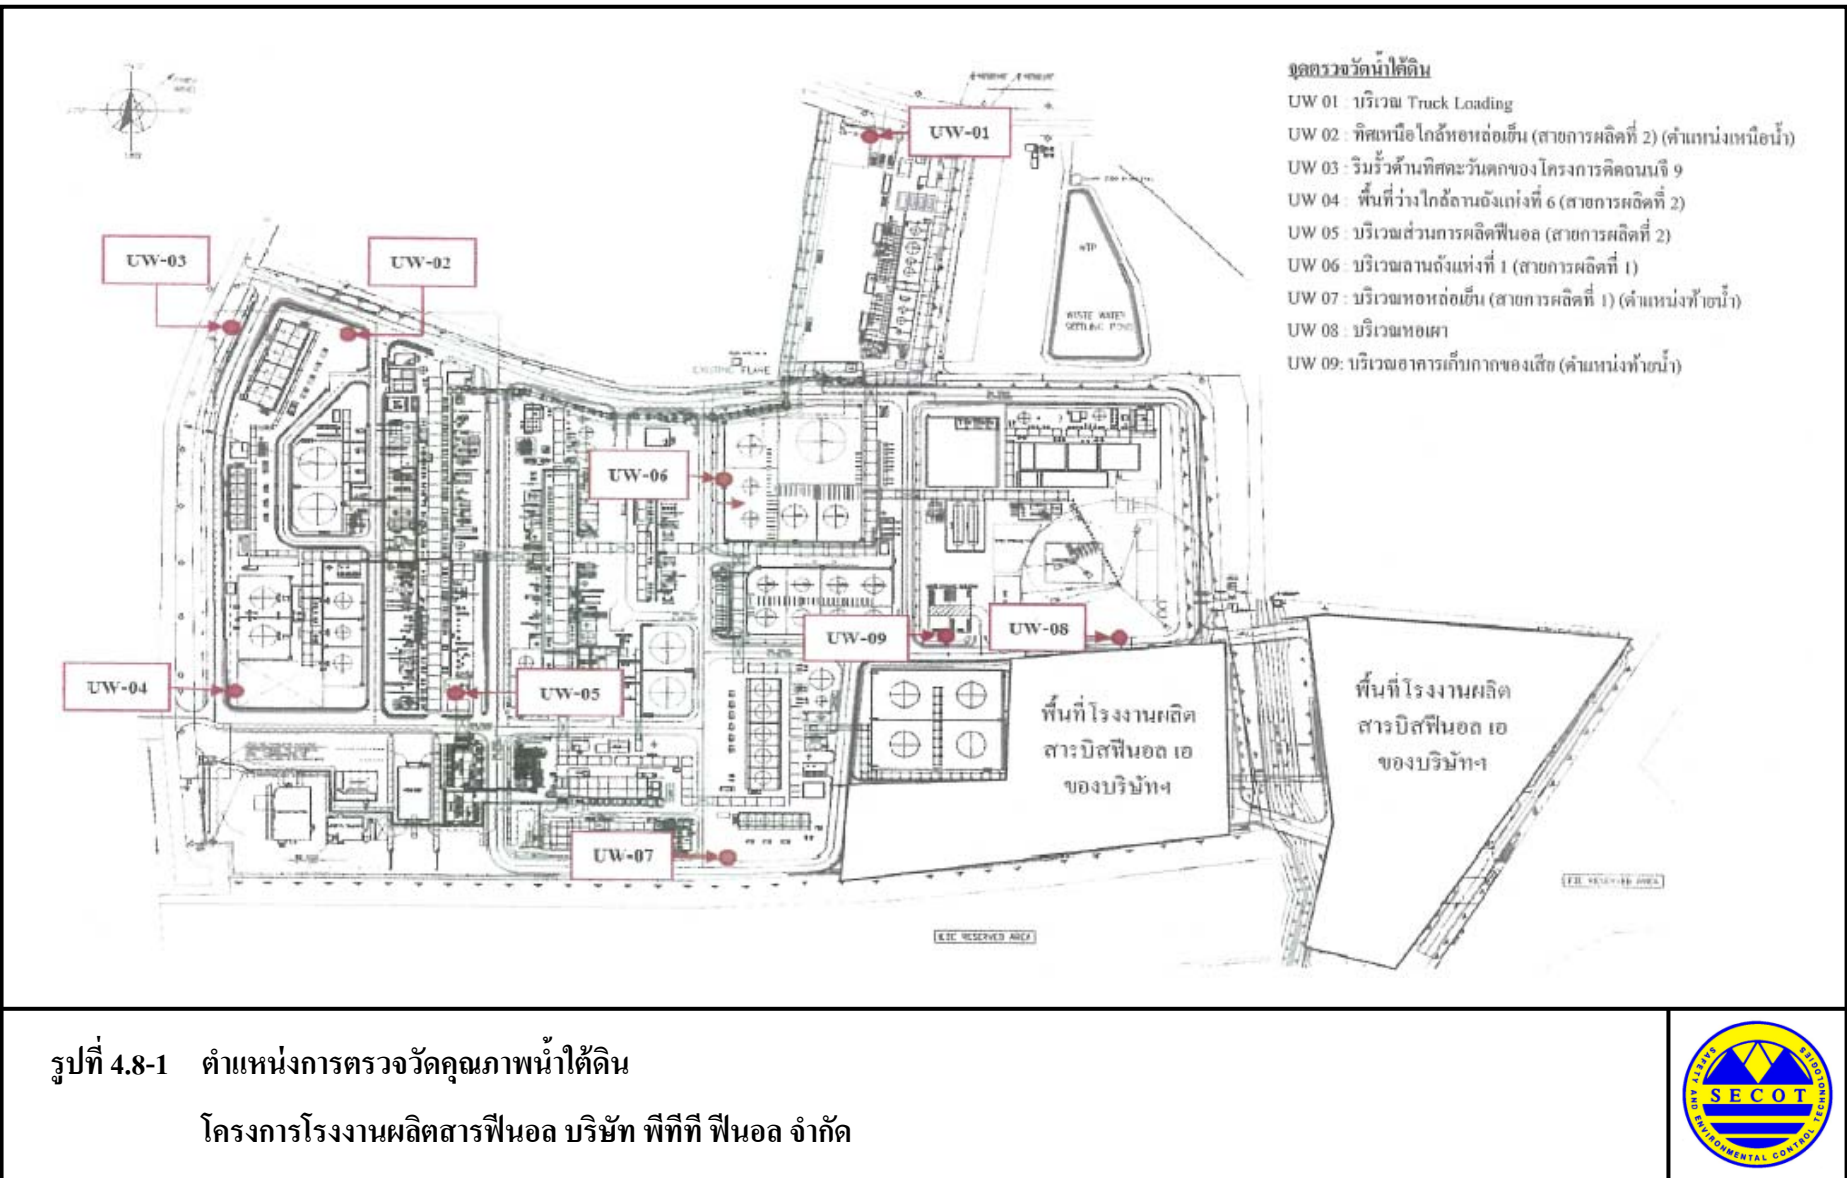 จุดตรวจวัดน้ำใต้ดิน
UW 01 : บริเวณ Truck Loading
UW 02 : ทิศเหนือใกล้หอหล่อเย็น (สายการผลิตที่ 2) (ตำแหน่งเหนือน้ำ)
UW 03 : ริมรั้วด้านทิศตะวันตกของโครงการติดถนนจี 9
UW 04 : พื้นที่ว่างใกล้ลานถังแห่งที่ 6 (สายการผลิตที่ 2)
UW 05 : บริเวณส่วนการผลิตฟีนอล (สายการผลิตที่ 2)
UW 06 : บริเวณลานถังแห่งที่ 1 (สายการผลิตที่ 1)
UW 07 : บริเวณหอหล่อเย็น (สายการผลิตที่ 1) (ตำแหน่งท้ายน้ำ)
UW 08 : บริเวณหอเผา
UW 09: บริเวณอาคารเก็บกากของเสีย (ตำแหน่งท้ายน้ำ)
UW-01
UW-03
UW-02
WTP
WASTE WATER
SETTLING POND
EXISTING FLARE
UW-06
UW-09
UW-08
UW-04
UW-05
UW-07
พื้นที่โรงงานผลิต
สารบิสฟีนอล เอ
ของบริษัทฯ
พื้นที่โรงงานผลิต
สารบิสฟีนอล เอ
ของบริษัทฯ
RESERVED AREA
RESERVED AREA
รูปที่ 4.8-1 ตำแหน่งการตรวจวัดคุณภาพน้ำใต้ดิน
โครงการโรงงานผลิตสารฟีนอล บริษัท พีทีที ฟีนอล จำกัด
SECOT
SAFETY AND ENVIRONMENTAL CONTROL TECHNOLOGIES